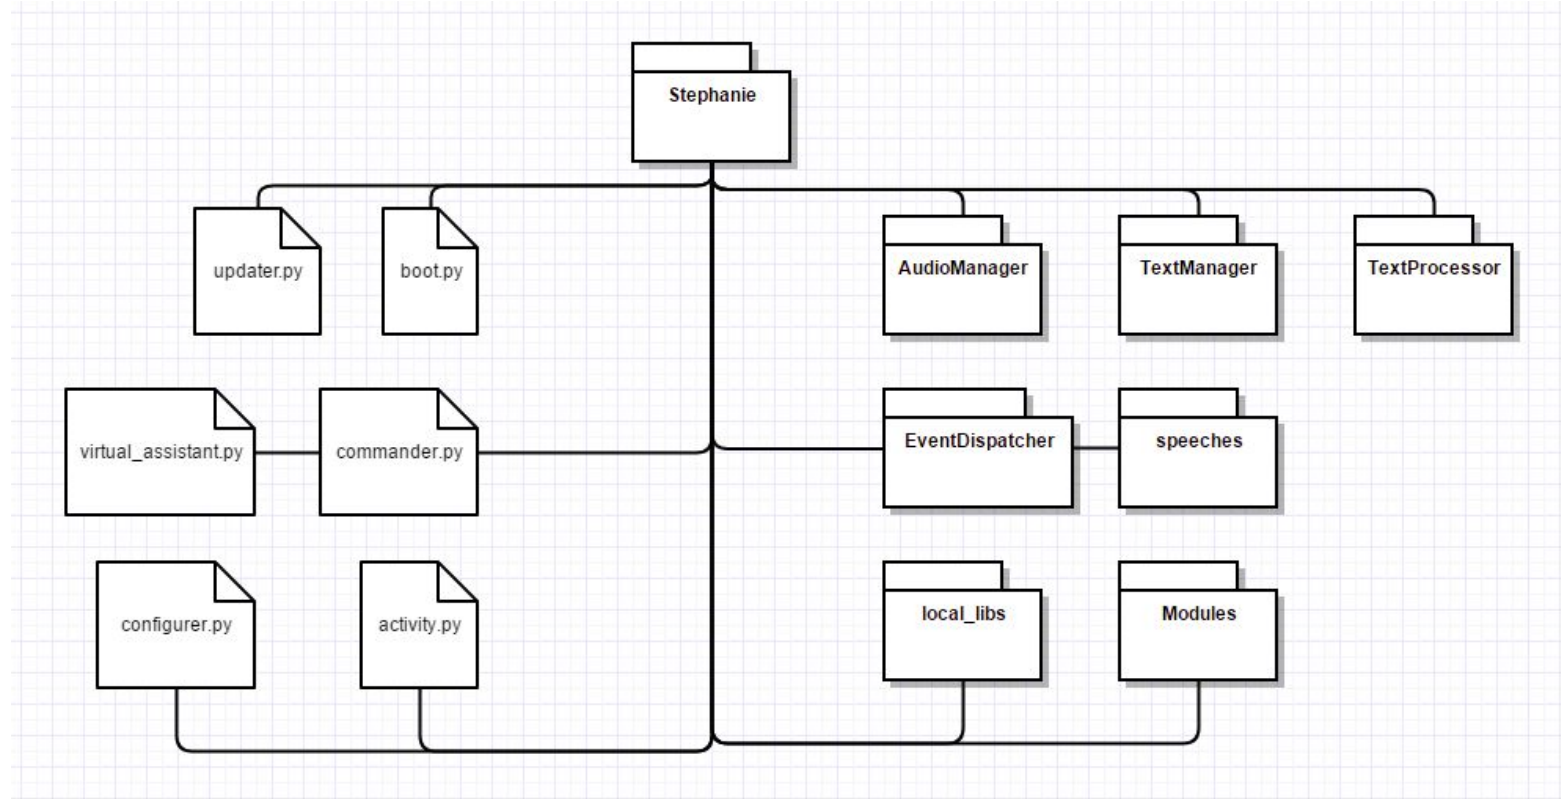 Stephanie
updater.py
boot.py
AudioManager
TextManager
TextProcessor
virtual_assistant.py
commander.py
EventDispatcher
speeches
configurer.py
activity.py
local_libs
Modules